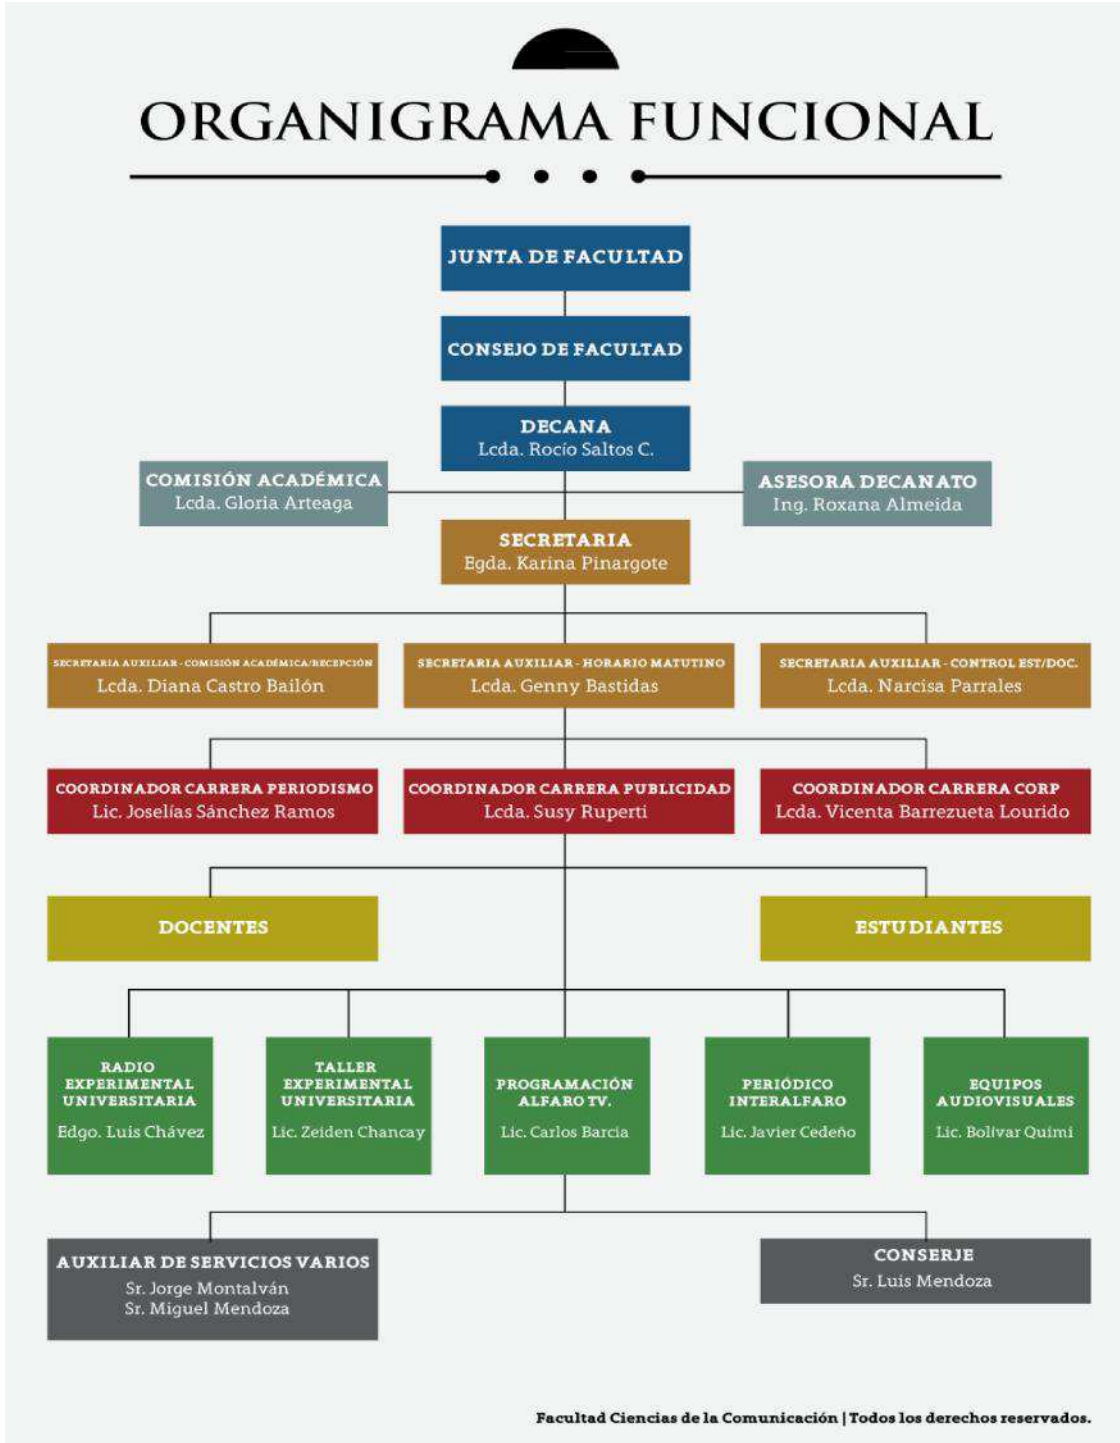 ORGANIGRAMA FUNCIONAL
JUNTA DE FACULTAD
CONSEJO DE FACULTAD
DECANA
Lcda. Rocío Saltos C.
COMISIÓN ACADÉMICA
Lcda. Gloria Arteaga
ASESORA DECANATO
Ing. Roxana Almeida
SECRETARIA
Egda. Karina Pinargote
SECRETARIA AUXILIAR - COMISIÓN ACADÉMICA/RECEPCIÓN
Lcda. Diana Castro Bailón
SECRETARIA AUXILIAR - HORARIO MATUTINO
Lcda. Genny Bastidas
SECRETARIA AUXILIAR - CONTROL EST/DOC.
Lcda. Narcisa Parrales
COORDINADOR CARRERA PERIODISMO
Lic. Joselías Sánchez Ramos
COORDINADOR CARRERA PUBLICIDAD
Lcda. Susy Ruperti
COORDINADOR CARRERA CORP
Lcda. Vicenta Barrezueta Lourido
DOCENTES
ESTUDIANTES
RADIO
EXPERIMENTAL
UNIVERSITARIA
Edgo. Luis Chávez
TALLER
EXPERIMENTAL
UNIVERSITARIA
Lic. Zeiden Chancay
PROGRAMACIÓN
ALFARO TV.
Lic. Carlos Barcia
PERIÓDICO
INTERALFARO
Lic. Javier Cedeño
EQUIPOS
AUDIOVISUALES
Lic. Bolívar Quimi
AUXILIAR DE SERVICIOS VARIOS
Sr. Jorge Montalván
Sr. Miguel Mendoza
CONSERJE
Sr. Luis Mendoza
Facultad Ciencias de la Comunicación | Todos los derechos reservados.